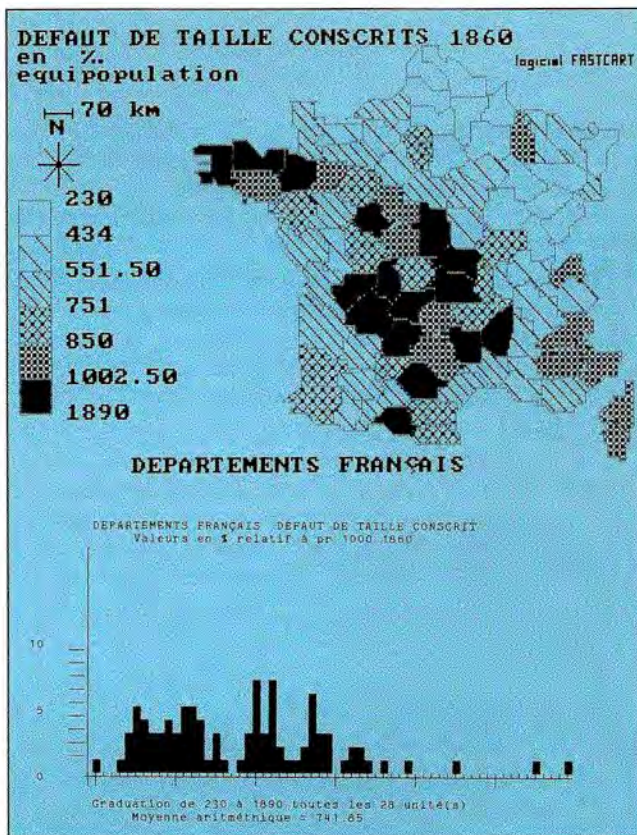 DEFAUT DE TAILLE CONSCRITS 1860
en ‰.
logiciel FASTCART
equipopulation
70 km
N
230
434
551.50
751
850
1002.50
1890
DEPARTEMENTS FRANÇAIS
DEPARTEMENTS FRANÇAIS DEFAUT DE TAILLE CONSCRIT
Valeurs en % relatif à pr 1000 1860
10
5
0
Graduation de 230 à 1890 toutes les 28 unité(s)
Moyenne aritmétnique = 741.85